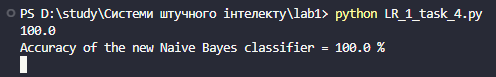 PS D:\study\Системи штучного інтелекту\lab1> python LR_1_task_4.py
100.0
Accuracy of the new Naive Bayes classifier = 100.0 %